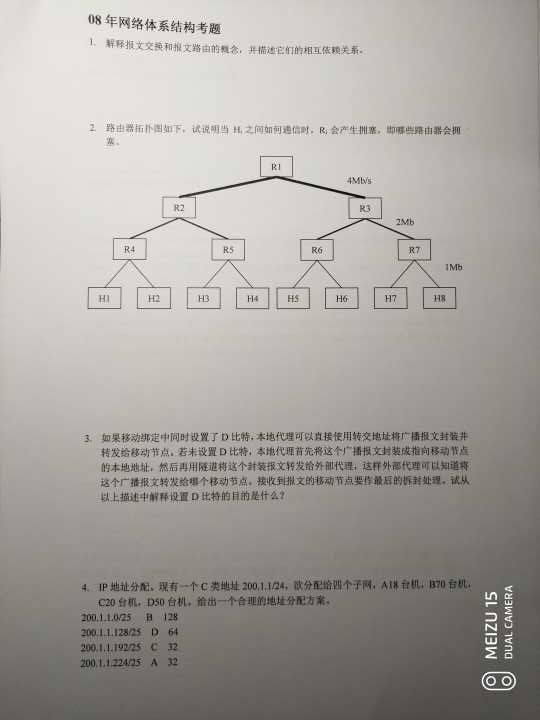 08 年网络体系结构考题
1. 解释报文交换和报文路由的概念，并描述它们的相互依赖关系。
2. 路由器拓扑图如下，试说明当 Hi 之间如何通信时，Ri 会产生拥塞，即哪些路由器会拥
塞。
R1
4Mb/s
R2 R3
2Mb
R4 R5 R6 R7
1Mb
H1 H2 H3 H4 H5 H6 H7 H8
3. 如果移动绑定中同时设置了 D 比特，本地代理可以直接使用转交地址将广播报文封装并
转发给移动节点，若未设置 D 比特，本地代理首先将这个广播报文封装成指向移动节点
的本地地址，然后再用隧道将这个封装报文转发给外部代理，这样外部代理可以知道将
这个广播报文转发给哪个移动节点，接收到报文的移动节点要作最后的拆封处理。试从
以上描述中解释设置 D 比特的目的是什么？
4. IP 地址分配。现有一个 C 类地址 200.1.1/24，欲分配给四个子网，A18 台机，B70 台机，
C20 台机，D50 台机，给出一个合理的地址分配方案。
200.1.1.0/25 B 128
200.1.1.128/25 D 64
200.1.1.192/25 C 32
200.1.1.224/25 A 32
MEIZU 15
DUAL CAMERA